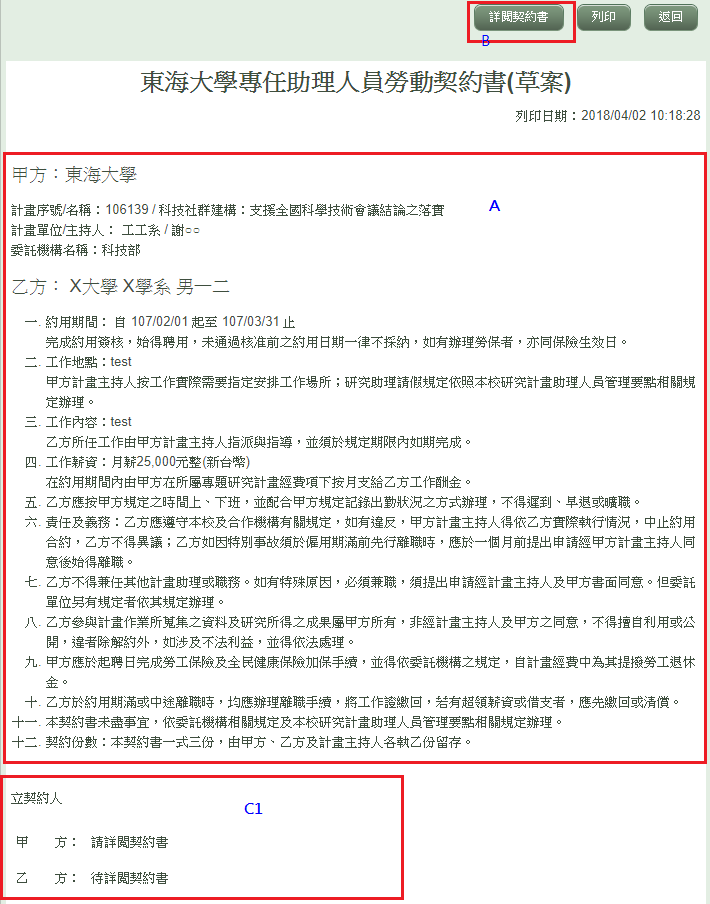 詳閱契約書 列印 返回
B
東海大學專任助理人員勞動契約書(草案)
列印日期：2018/04/02 10:18:28
甲方：東海大學
A
計畫序號/名稱：106139 / 科技社群建構：支援全國科學技術會議結論之落實
計畫單位/主持人： 工工系 / 謝○○
委託機構名稱：科技部
乙方： X大學 X學系 男一二
一. 約用期間： 自 107/02/01 起至 107/03/31 止
完成約用簽核，始得聘用，未通過核准前之約用日期一律不採納，如有辦理勞保者，亦同保險生效日。
二. 工作地點：test
甲方計畫主持人按工作實際需要指定安排工作場所；研究助理請假規定依照本校研究計畫助理人員管理要點相關規
定辦理。
三. 工作內容：test
乙方所任工作由甲方計畫主持人指派與指導，並須於規定期限內如期完成。
四. 工作薪資：月薪25,000元整(新台幣)
在約用期間內由甲方在所屬專題研究計畫經費項下按月支給乙方工作酬金。
五. 乙方應按甲方規定之時間上、下班，並配合甲方規定記錄出勤狀況之方式辦理，不得遲到、早退或曠職。
六. 責任及義務：乙方應遵守本校及合作機構有關規定，如有違反，甲方計畫主持人得依乙方實際執行情況，中止約用
合約，乙方不得異議；乙方如因特別事故須於僱用期滿前先行離職時，應於一個月前提出申請經甲方計畫主持人同
意後始得離職。
七. 乙方不得兼任其他計畫助理或職務。如有特殊原因，必須兼職，須提出申請經計畫主持人及甲方書面同意。但委託
單位另有規定者依其規定辦理。
八. 乙方參與計畫作業所蒐集之資料及研究所得之成果屬甲方所有，非經計畫主持人及甲方之同意，不得擅自利用或公
開，違者除解約外，如涉及不法利益，並得依法處理。
九. 甲方應於起聘日完成勞工保險及全民健康保險加保手續，並得依委託機構之規定，自計畫經費中為其提撥勞工退休
金。
十. 乙方於約用期滿或中途離職時，均應辦理離職手續，將工作證繳回，若有超領薪資或借支者，應先繳回或清償。
十一. 本契約書未盡事宜，依委託機構相關規定及本校研究計畫助理人員管理要點相關規定辦理。
十二. 契約份數：本契約書一式三份，由甲方、乙方及計畫主持人各執乙份留存。
立契約人
C1
甲 方： 請詳閱契約書
乙 方： 待詳閱契約書